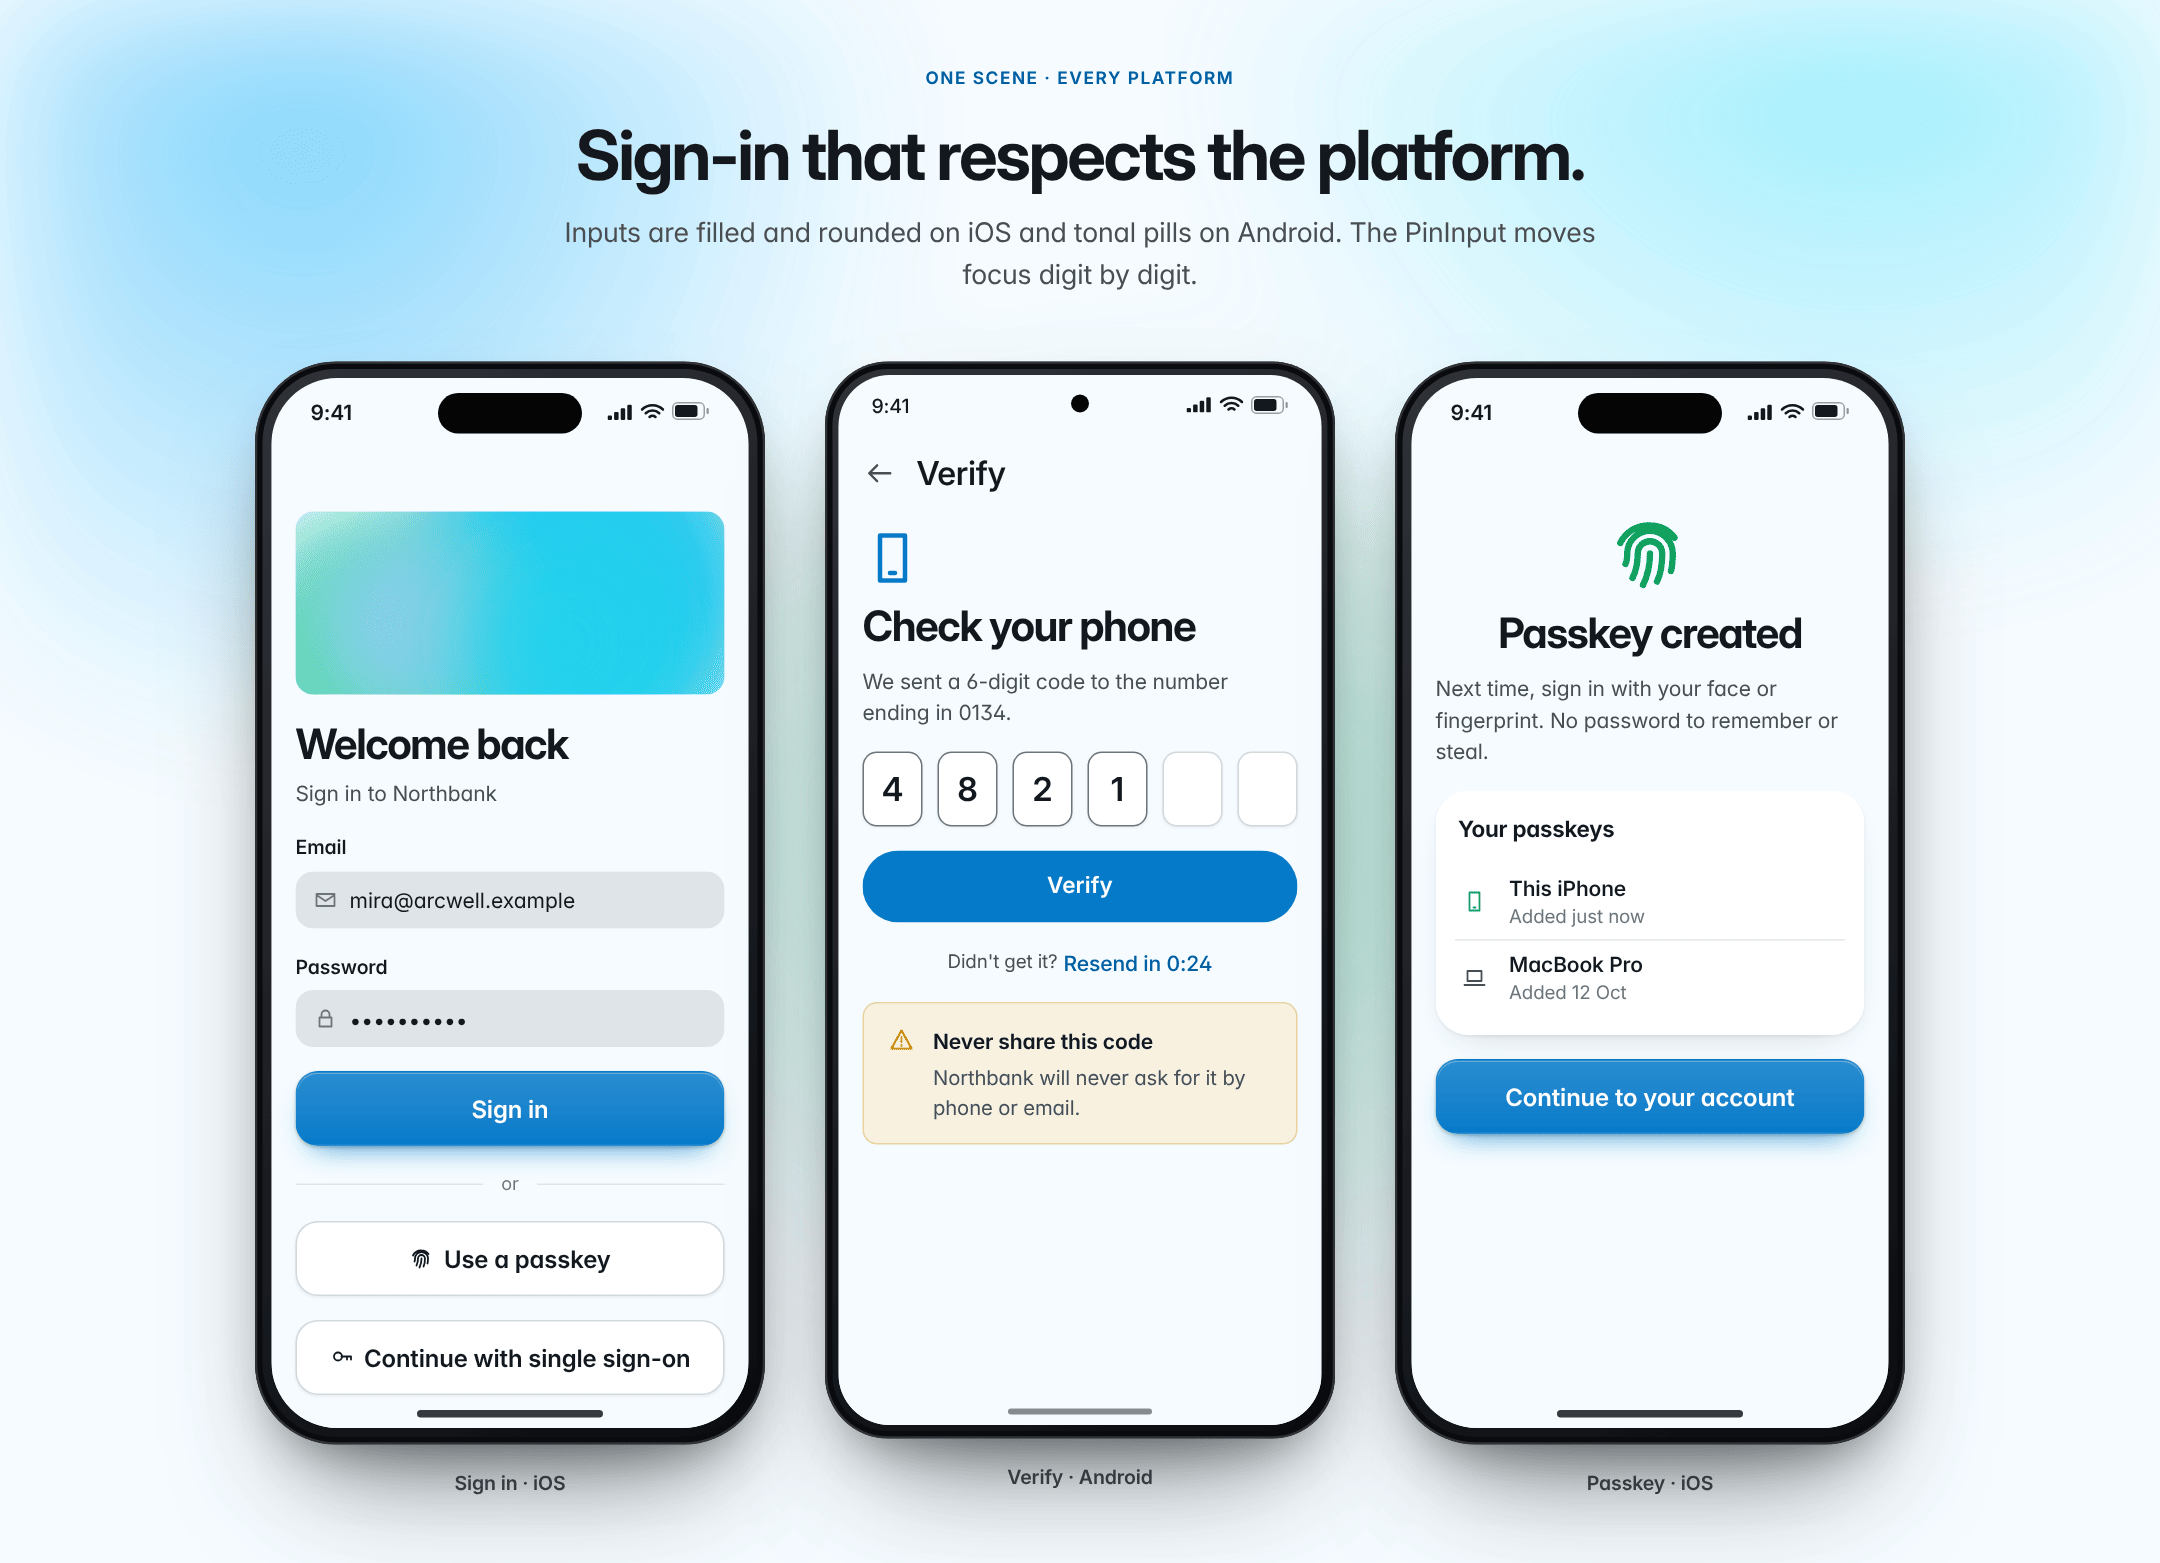 ONE SCENE · EVERY PLATFORM
Sign-in that respects the platform.
Inputs are filled and rounded on iOS and tonal pills on Android. The PinInput moves
focus digit by digit.
9:41
Welcome back
Sign in to Northbank
Email
mira@arcwell.example
Password
••••••••••
Sign in
or
Use a passkey
Continue with single sign-on
Sign in · iOS
9:41
Verify
Check your phone
We sent a 6-digit code to the number
ending in 0134.
4 8 2 1
Verify
Didn't get it? Resend in 0:24
Never share this code
Northbank will never ask for it by
phone or email.
Verify · Android
9:41
Passkey created
Next time, sign in with your face or
fingerprint. No password to remember or
steal.
Your passkeys
This iPhone
Added just now
MacBook Pro
Added 12 Oct
Continue to your account
Passkey · iOS